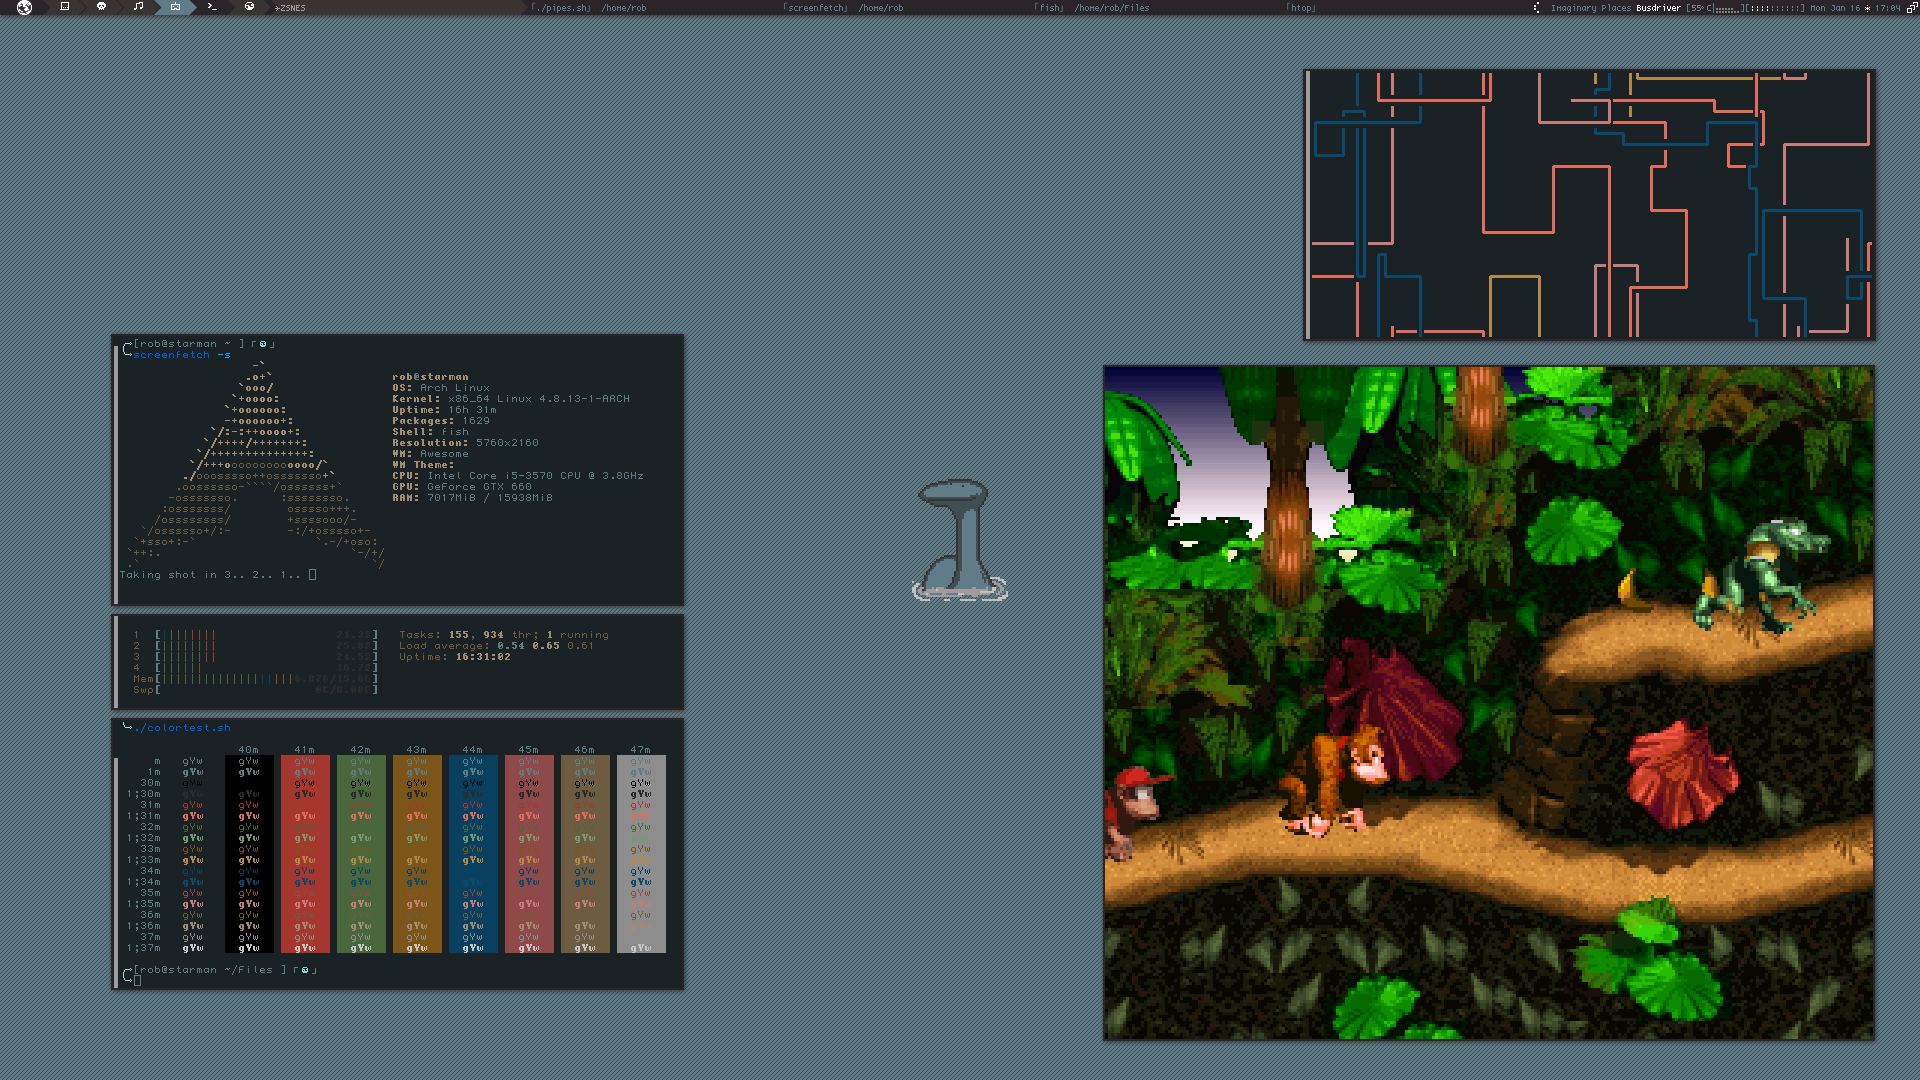 +ZSNES 「./pipes.sh」 /home/rob 「screenfetch」 /home/rob 「fish」 /home/rob/Files 「htop」 Imaginary Places Busdriver [55°C] Mon Jan 16 * 17:04
[rob@starman ~ ]
screenfetch -s
rob@starman
OS: Arch Linux
Kernel: x86_64 Linux 4.8.13-1-ARCH
Uptime: 16h 31m
Packages: 1629
Shell: fish
Resolution: 5760x2160
WM: Awesome
WM Theme:
CPU: Intel Core i5-3570 CPU @ 3.8GHz
GPU: GeForce GTX 660
RAM: 7017MiB / 15938MiB
Taking shot in 3.. 2.. 1..
1 [ ] Tasks: 155, 934 thr; 1 running
2 [ ] Load average: 0.54 0.65 0.61
3 [ ] Uptime: 16:31:02
4 [ ]
Mem[ ]
Swp[ ]
./colortest.sh
40m 41m 42m 43m 44m 45m 46m 47m
m gYw gYw gYw gYw gYw gYw gYw gYw gYw
1m gYw gYw gYw gYw gYw gYw gYw gYw gYw
30m gYw gYw gYw gYw gYw gYw gYw gYw gYw
1;30m gYw gYw gYw gYw gYw gYw gYw gYw gYw
31m gYw gYw gYw gYw gYw gYw gYw gYw
1;31m gYw gYw gYw gYw gYw gYw gYw gYw gYw
32m gYw gYw gYw gYw gYw gYw gYw gYw
1;32m gYw gYw gYw gYw gYw gYw gYw gYw gYw
33m gYw gYw gYw gYw gYw gYw gYw gYw
1;33m gYw gYw gYw gYw gYw gYw gYw gYw gYw
34m gYw gYw gYw gYw gYw gYw gYw gYw
1;34m gYw gYw gYw gYw gYw gYw gYw gYw gYw
35m gYw gYw gYw gYw gYw gYw gYw gYw
1;35m gYw gYw gYw gYw gYw gYw gYw gYw gYw
36m gYw gYw gYw gYw gYw gYw gYw gYw
1;36m gYw gYw gYw gYw gYw gYw gYw gYw gYw
37m gYw gYw gYw gYw gYw gYw gYw gYw
1;37m gYw gYw gYw gYw gYw gYw gYw gYw gYw
[rob@starman ~/Files ]